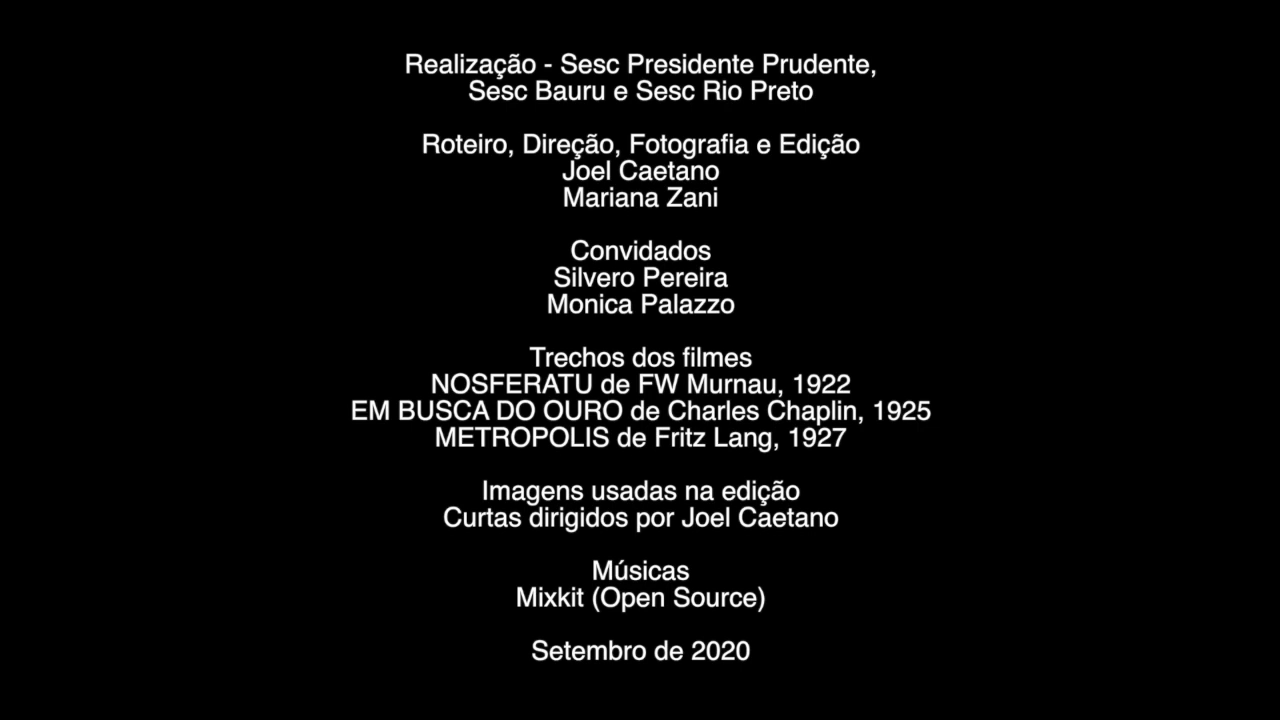 Realização - Sesc Presidente Prudente,
Sesc Bauru e Sesc Rio Preto
Roteiro, Direção, Fotografia e Edição
Joel Caetano
Mariana Zani
Convidados
Silvero Pereira
Monica Palazzo
Trechos dos filmes
NOSFERATU de FW Murnau, 1922
EM BUSCA DO OURO de Charles Chaplin, 1925
METROPOLIS de Fritz Lang, 1927
Imagens usadas na edição
Curtas dirigidos por Joel Caetano
Músicas
Mixkit (Open Source)
Setembro de 2020